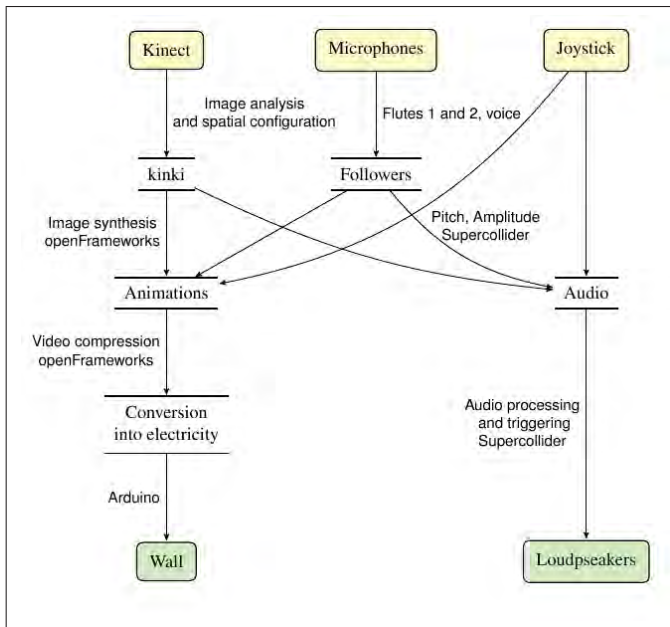 Kinect
Microphones
Joystick
Image analysis
and spatial configuration
Flutes 1 and 2, voice
kinki
Followers
Image synthesis
openFrameworks
Pitch, Amplitude
Supercollider
Animations
Audio
Video compression
openFrameworks
Conversion
into electricity
Audio processing
and triggering
Supercollider
Arduino
Wall
Loudpseakers